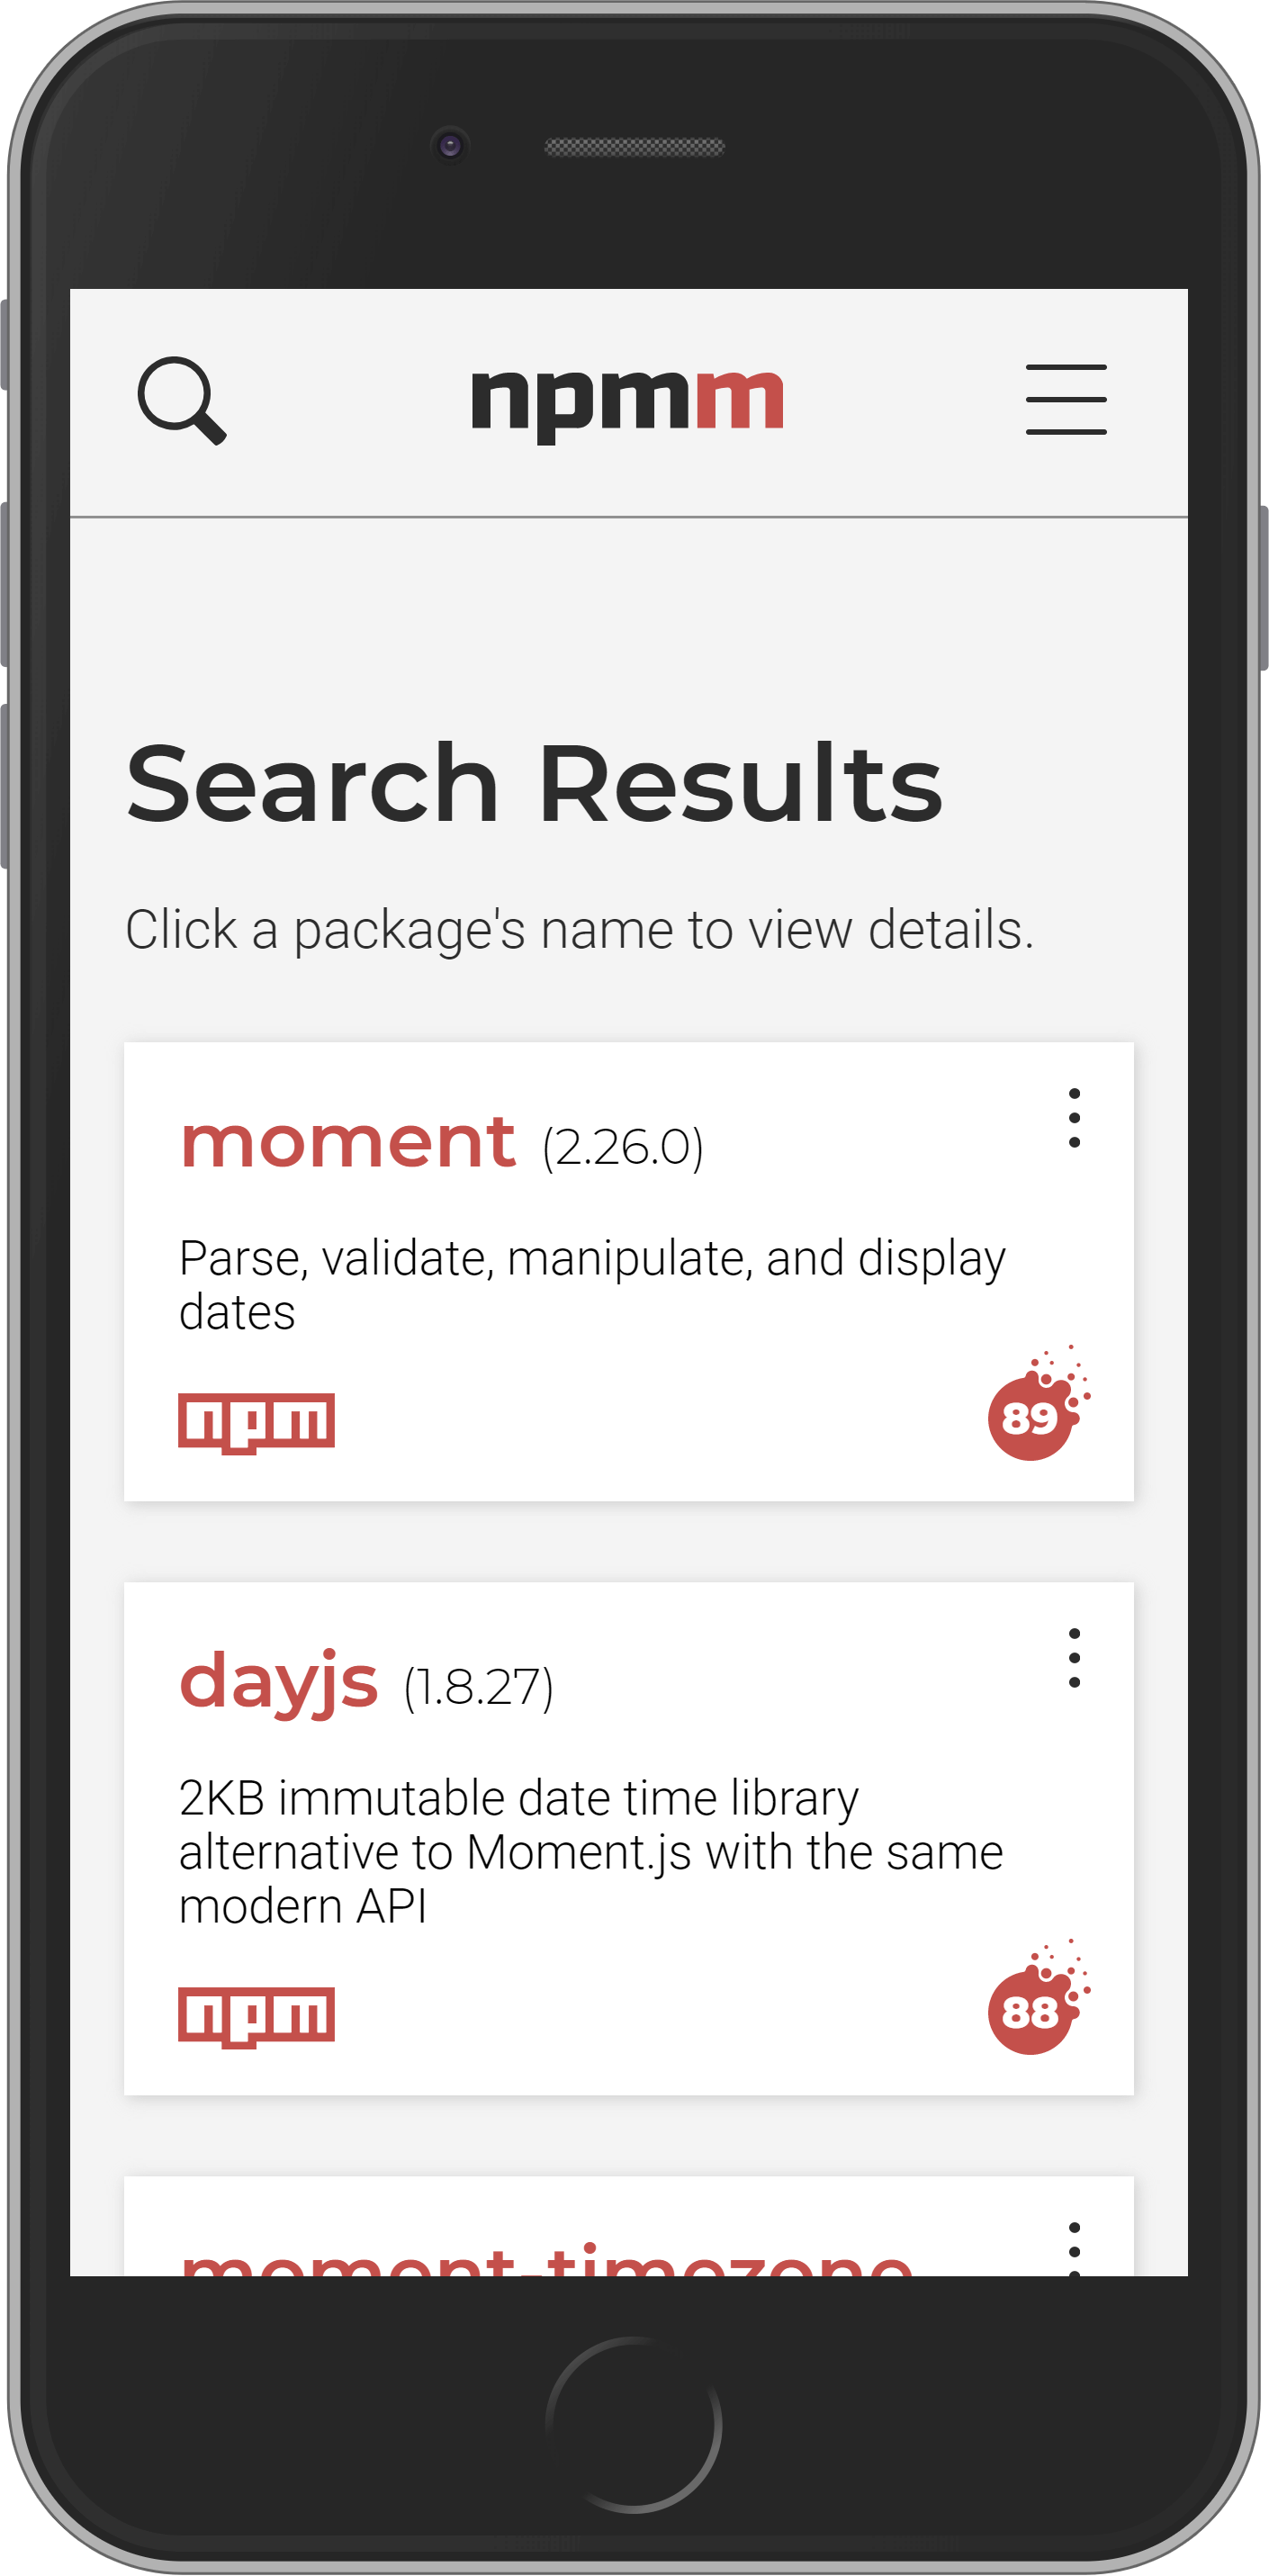 npmm
Search Results
Click a package's name to view details.
moment (2.26.0)
Parse, validate, manipulate, and display
dates
npm
89
dayjs (1.8.27)
2KB immutable date time library
alternative to Moment.js with the same
modern API
npm
88
moment-timezone